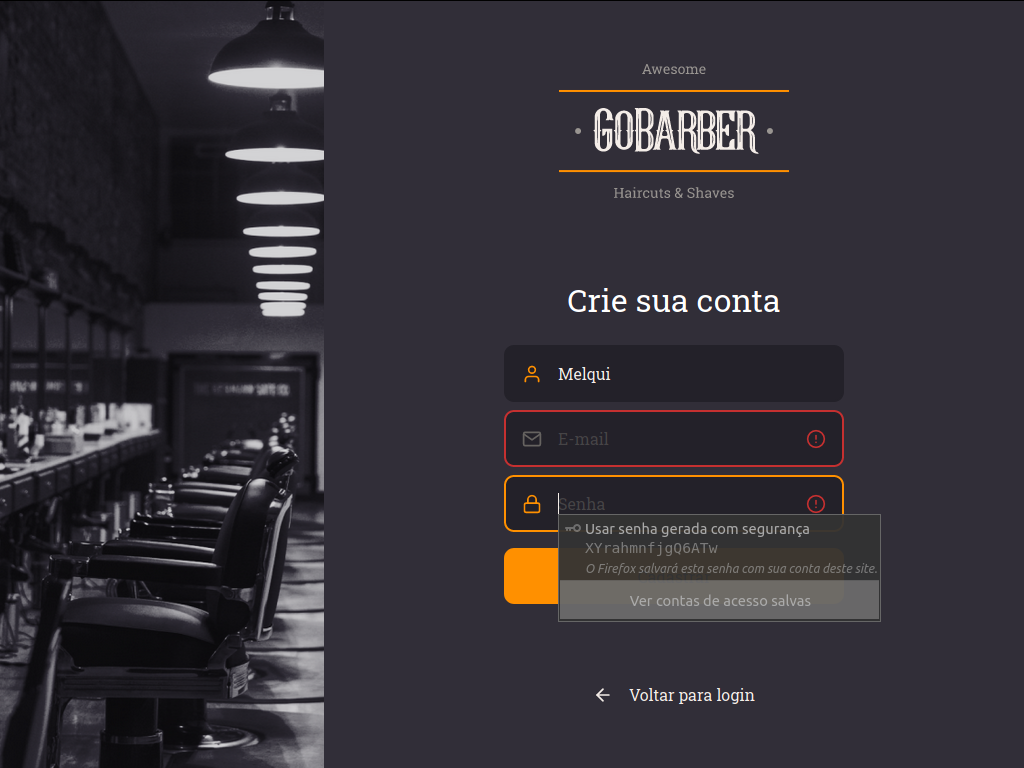 Awesome
• GOBARBER •
Haircuts & Shaves
Crie sua conta
Melqui
E-mail
Senha
Usar senha gerada com segurança
XYrahmnfjgQ6ATw
O Firefox salvará esta senha com sua conta deste site.
Ver contas de acesso salvas
Voltar para login